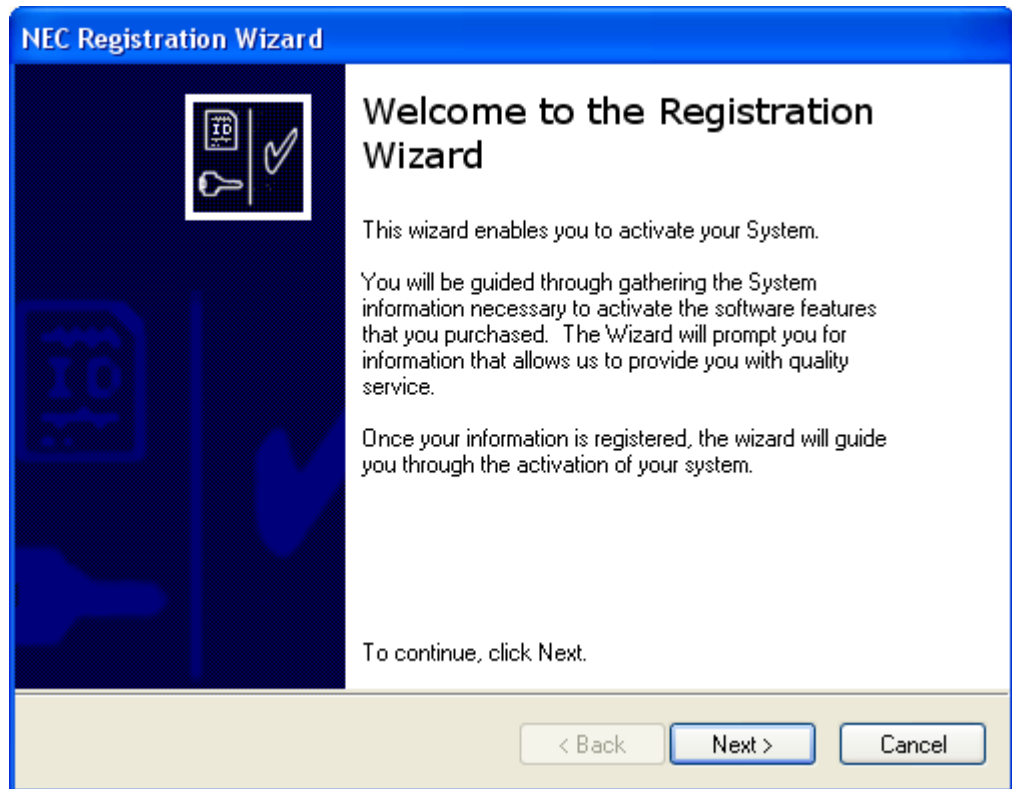 NEC Registration Wizard
ID
Welcome to the Registration
Wizard
This wizard enables you to activate your System.
You will be guided through gathering the System
information necessary to activate the software features
that you purchased.  The Wizard will prompt you for
information that allows us to provide you with quality
service.
Once your information is registered, the wizard will guide
you through the activation of your system.
ID
To continue, click Next.
< Back
Next >
Cancel